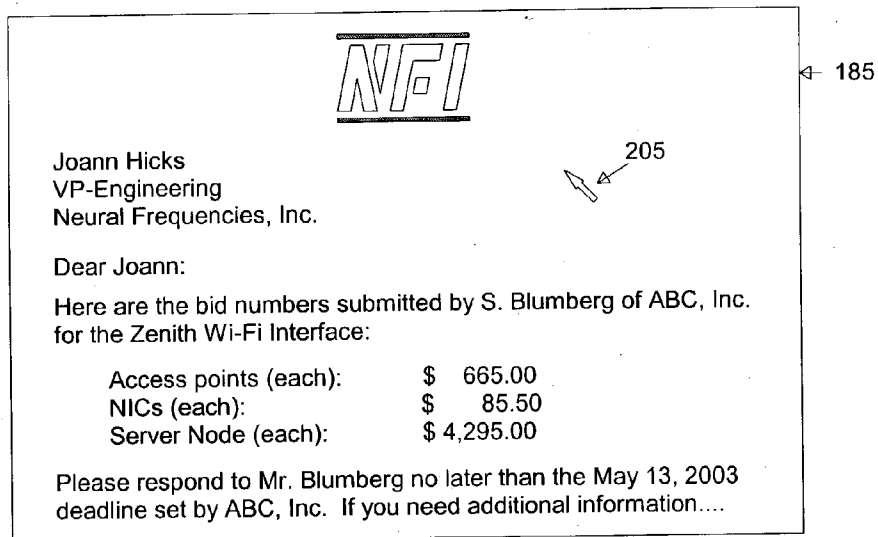 NFI
185
205
Joann Hicks
VP-Engineering
Neural Frequencies, Inc.
Dear Joann:
Here are the bid numbers submitted by S. Blumberg of ABC, Inc.
for the Zenith Wi-Fi Interface:
Access points (each): $ 665.00
NICs (each): $ 85.50
Server Node (each): $ 4,295.00
Please respond to Mr. Blumberg no later than the May 13, 2003
deadline set by ABC, Inc. If you need additional information....